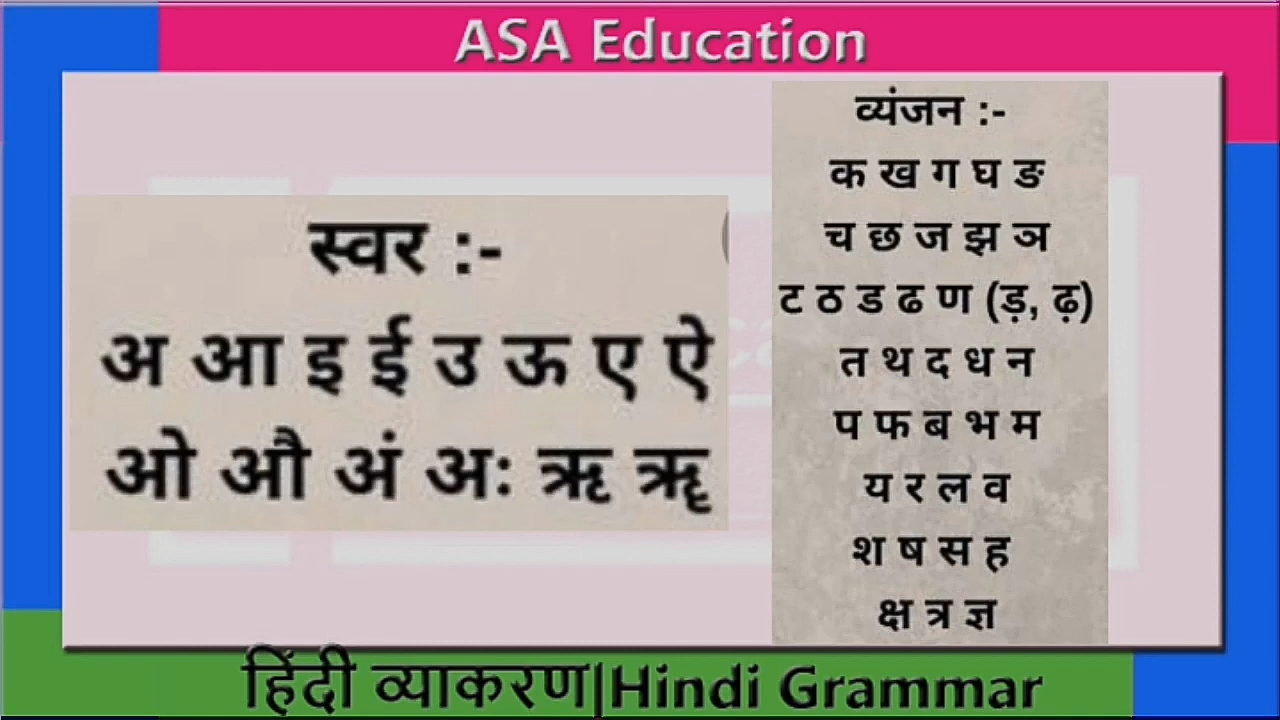 ASA Education
स्वर :-
अ आ इ ई उ ऊ ए ऐ
ओ औ अं अः ऋ ॠ
व्यंजन :-
क ख ग घ ङ
च छ ज झ ञ
ट ठ ड ढ ण (ड़, ढ़)
त थ द ध न
प फ ब भ म
य र ल व
श ष स ह
क्ष त्र ज्ञ
हिंदी व्याकरण|Hindi Grammar